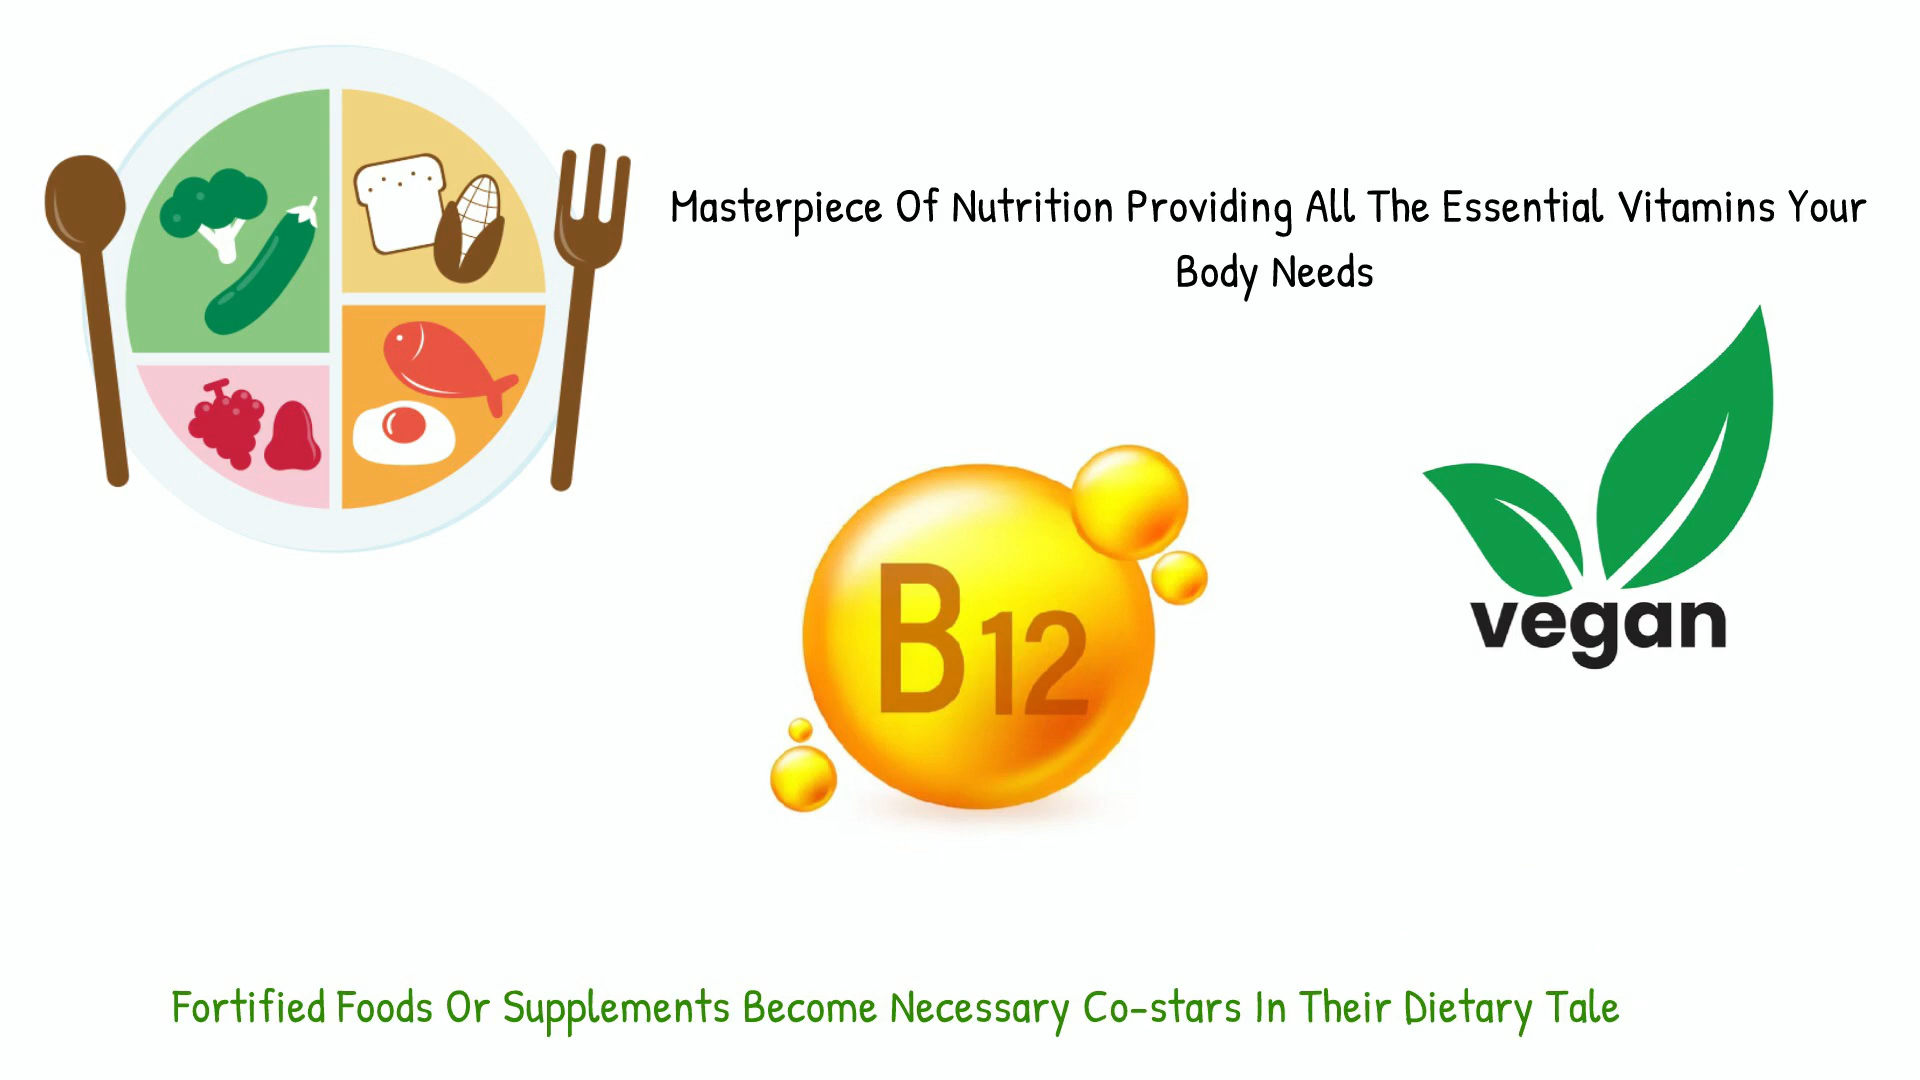 Masterpiece Of Nutrition Providing All The Essential Vitamins Your
Body Needs
B12
vegan
Fortified Foods Or Supplements Become Necessary Co-stars In Their Dietary Tale